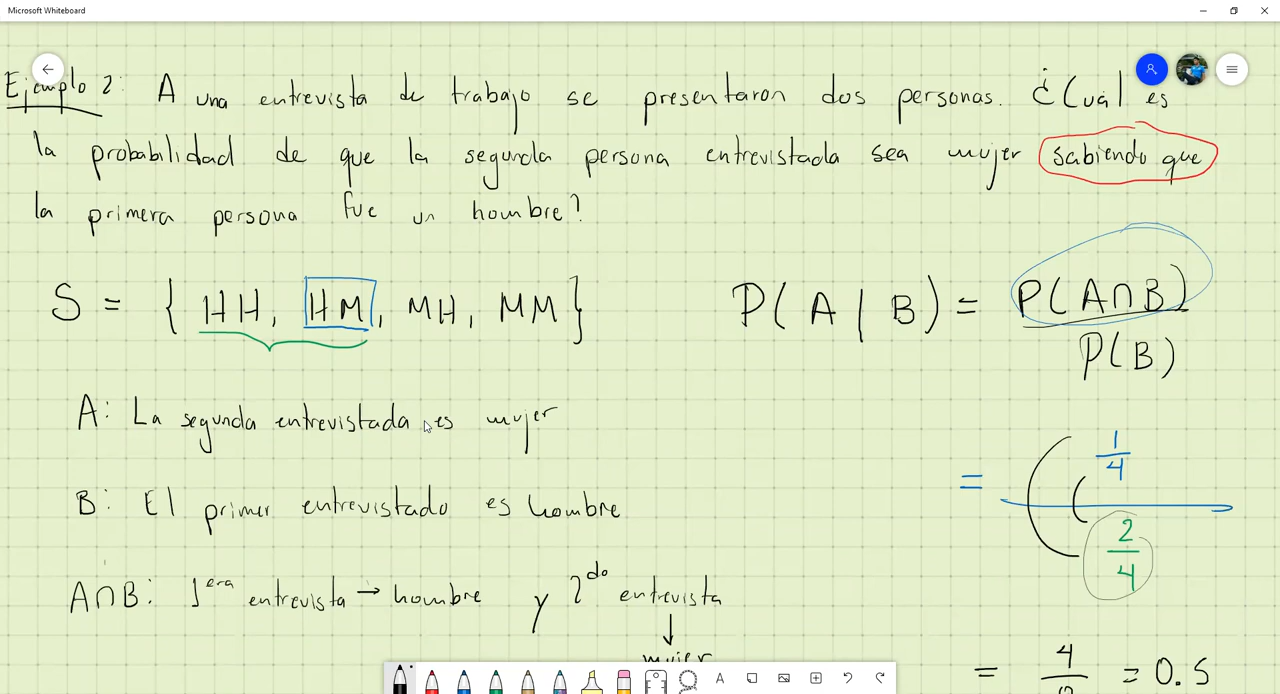 Microsoft Whiteboard
Ejemplo 2: A una entrevista de trabajo se presentaron dos personas. ¿Cuál es
la probabilidad de que la segunda persona entrevistada sea mujer sabiendo que
la primera persona fue un hombre?
S = { HH, HM, MH, MM}
P( A | B) = P(A∩B)
P(B)
A: La segunda entrevistada es mujer
= 1/4
2/4
B: El primer entrevistado es hombre
A∩B: 1era entrevista → hombre y 2do entrevista
↓
mujer
= 4 = 0.5
A